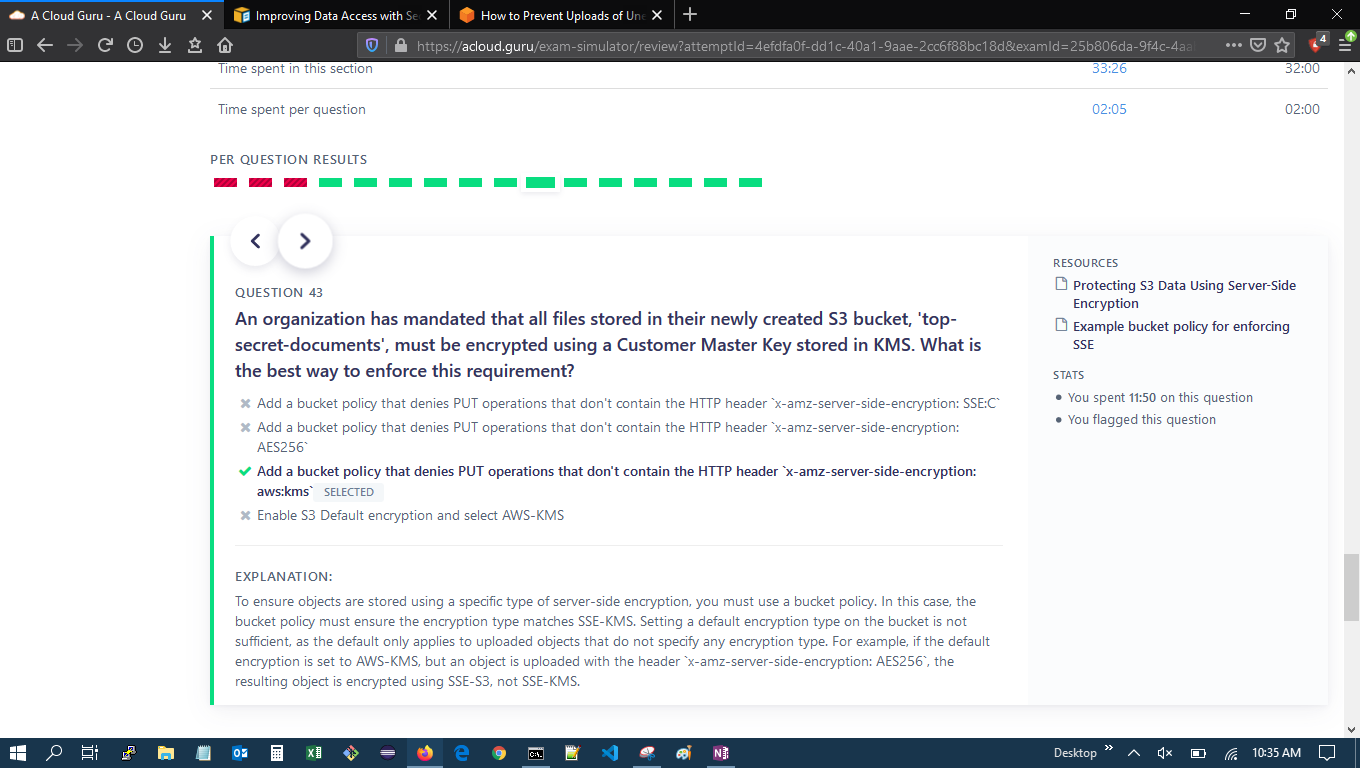 A Cloud Guru - A Cloud Guru
Improving Data Access with Se
How to Prevent Uploads of Une
https://acloud.guru/exam-simulator/review?attemptId=4efdfa0f-dd1c-40a1-9aae-2cc6f88bc18d&examId=25b806da-9f4c-4aa
4
Time spent in this section 33:26 32:00
Time spent per question 02:05 02:00
PER QUESTION RESULTS
QUESTION 43
An organization has mandated that all files stored in their newly created S3 bucket, 'top-
secret-documents', must be encrypted using a Customer Master Key stored in KMS. What is
the best way to enforce this requirement?
Add a bucket policy that denies PUT operations that don't contain the HTTP header `x-amz-server-side-encryption: SSE:C`
Add a bucket policy that denies PUT operations that don't contain the HTTP header `x-amz-server-side-encryption:
AES256`
Add a bucket policy that denies PUT operations that don't contain the HTTP header `x-amz-server-side-encryption:
aws:kms` SELECTED
Enable S3 Default encryption and select AWS-KMS
EXPLANATION:
To ensure objects are stored using a specific type of server-side encryption, you must use a bucket policy. In this case, the
bucket policy must ensure the encryption type matches SSE-KMS. Setting a default encryption type on the bucket is not
sufficient, as the default only applies to uploaded objects that do not specify any encryption type. For example, if the default
encryption is set to AWS-KMS, but an object is uploaded with the header `x-amz-server-side-encryption: AES256`, the
resulting object is encrypted using SSE-S3, not SSE-KMS.
RESOURCES
Protecting S3 Data Using Server-Side
Encryption
Example bucket policy for enforcing
SSE
STATS
You spent 11:50 on this question
You flagged this question
Desktop
10:35 AM